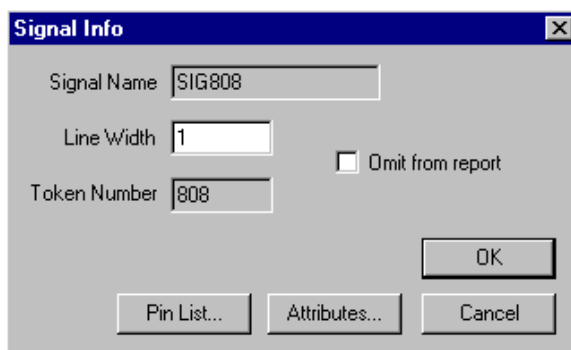 Signal Info
Signal Name SIG808
Line Width 1
Omit from report
Token Number 808
OK
Pin List... Attributes... Cancel